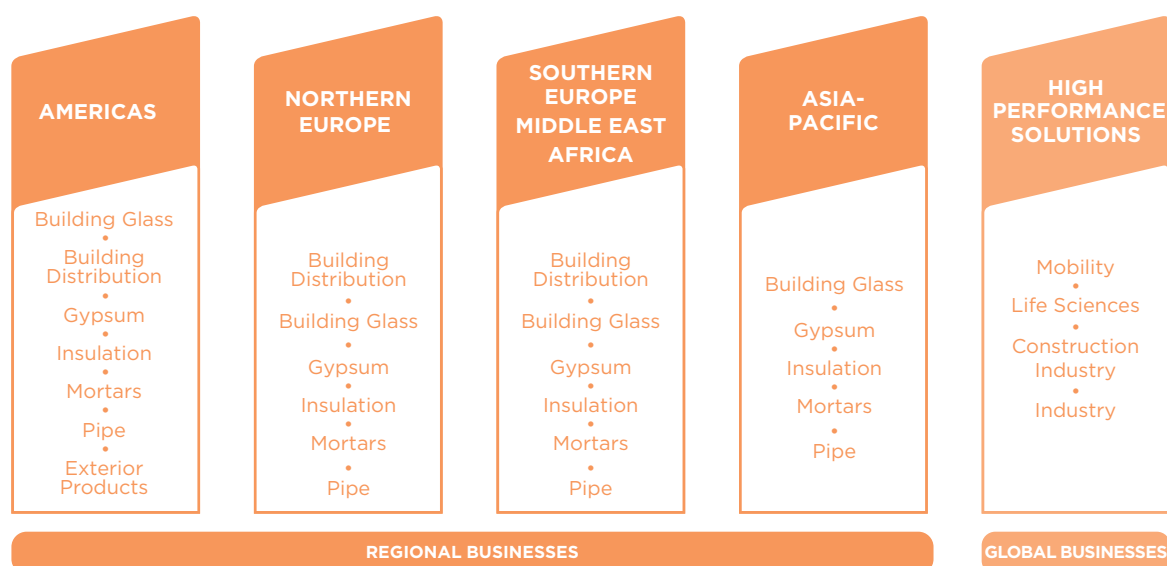 AMERICAS
Building Glass
•
Building
Distribution
•
Gypsum
•
Insulation
•
Mortars
•
Pipe
•
Exterior
Products
NORTHERN
EUROPE
Building
Distribution
•
Building Glass
•
Gypsum
•
Insulation
•
Mortars
•
Pipe
SOUTHERN
EUROPE
MIDDLE EAST
AFRICA
Building
Distribution
•
Building Glass
•
Gypsum
•
Insulation
•
Mortars
•
Pipe
ASIA-
PACIFIC
Building Glass
•
Gypsum
•
Insulation
•
Mortars
•
Pipe
HIGH
PERFORMANCE
SOLUTIONS
Mobility
•
Life Sciences
•
Construction
Industry
•
Industry
REGIONAL BUSINESSES
GLOBAL BUSINESSES